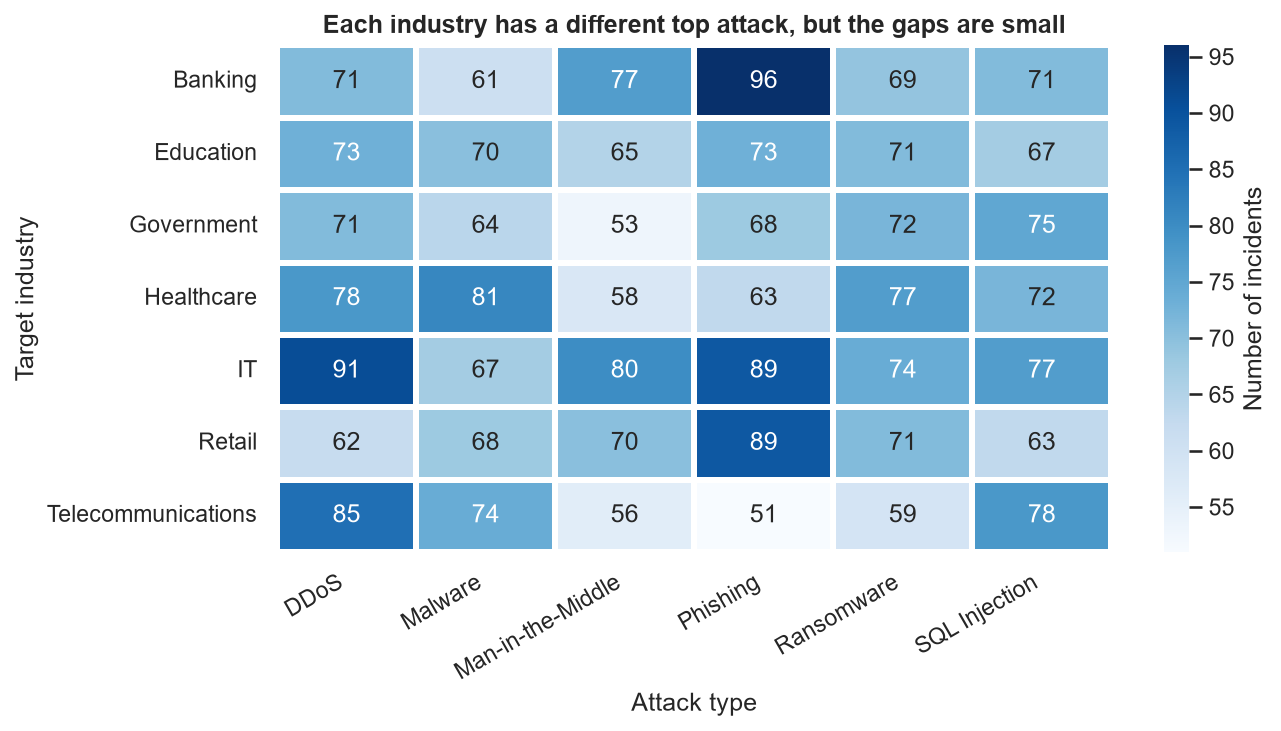 Each industry has a different top attack, but the gaps are small
Banking 71 61 77 96 69 71
Education 73 70 65 73 71 67
Government 71 64 53 68 72 75
Healthcare 78 81 58 63 77 72
IT 91 67 80 89 74 77
Retail 62 68 70 89 71 63
Telecommunications 85 74 56 51 59 78
DDoS Malware Man-in-the-Middle Phishing Ransomware SQL Injection
Attack type
Target industry
95
90
85
80
75
70
65
60
55
Number of incidents